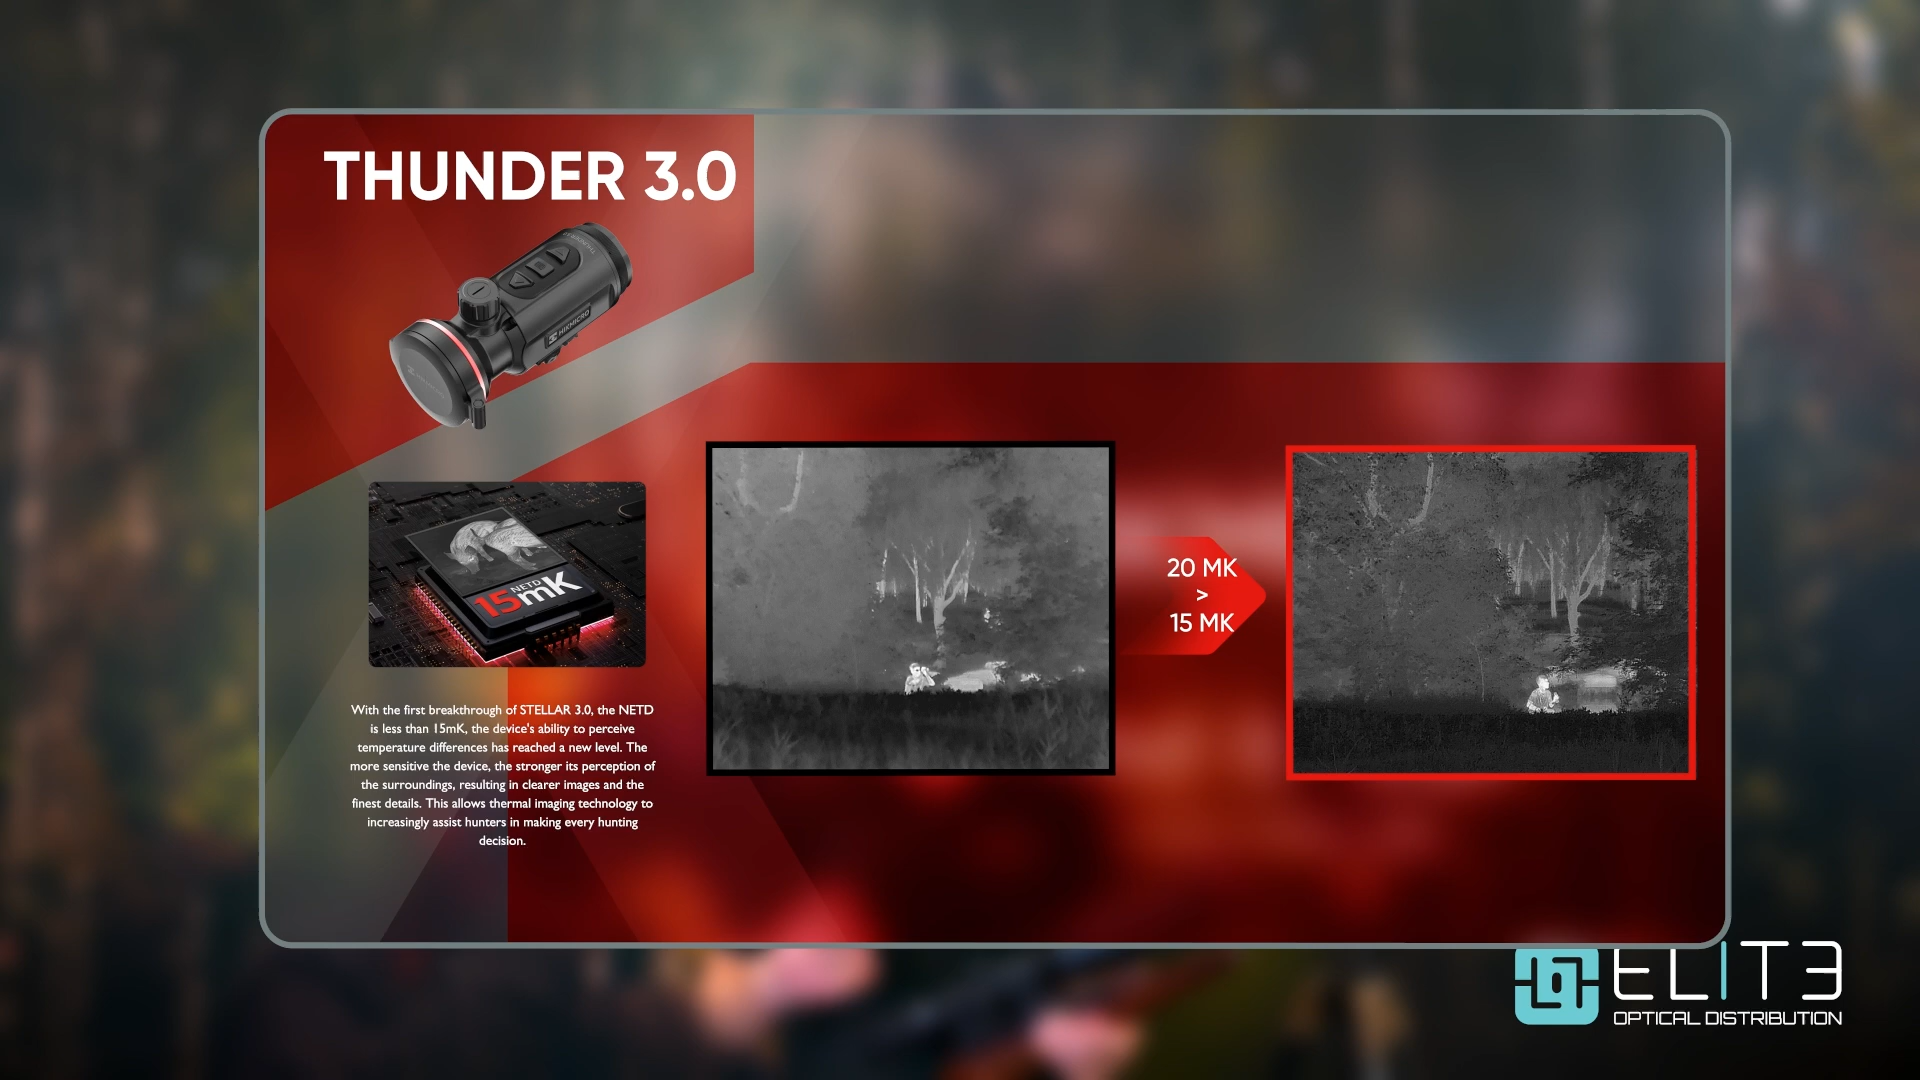 THUNDER 3.0
HIKMICRO
NETD
15mK
With the first breakthrough of STELLAR 3.0, the NETD
is less than 15mK, the device's ability to perceive
temperature differences has reached a new level. The
more sensitive the device, the stronger its perception of
the surroundings, resulting in clearer images and the
finest details. This allows thermal imaging technology to
increasingly assist hunters in making every hunting
decision.
20 MK
>
15 MK
ELIT3
OPTICAL DISTRIBUTION